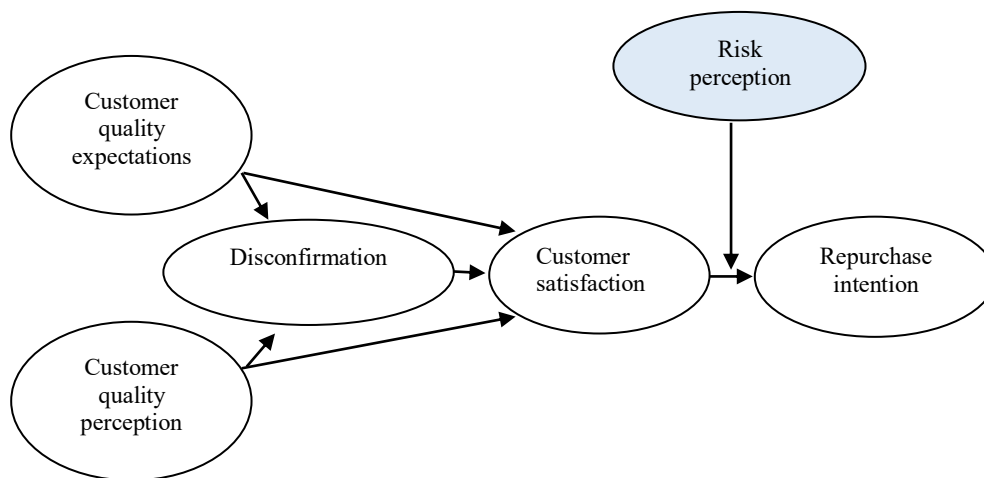 Risk
perception
Customer
quality
expectations
Disconfirmation
Customer
satisfaction
Repurchase
intention
Customer
quality
perception